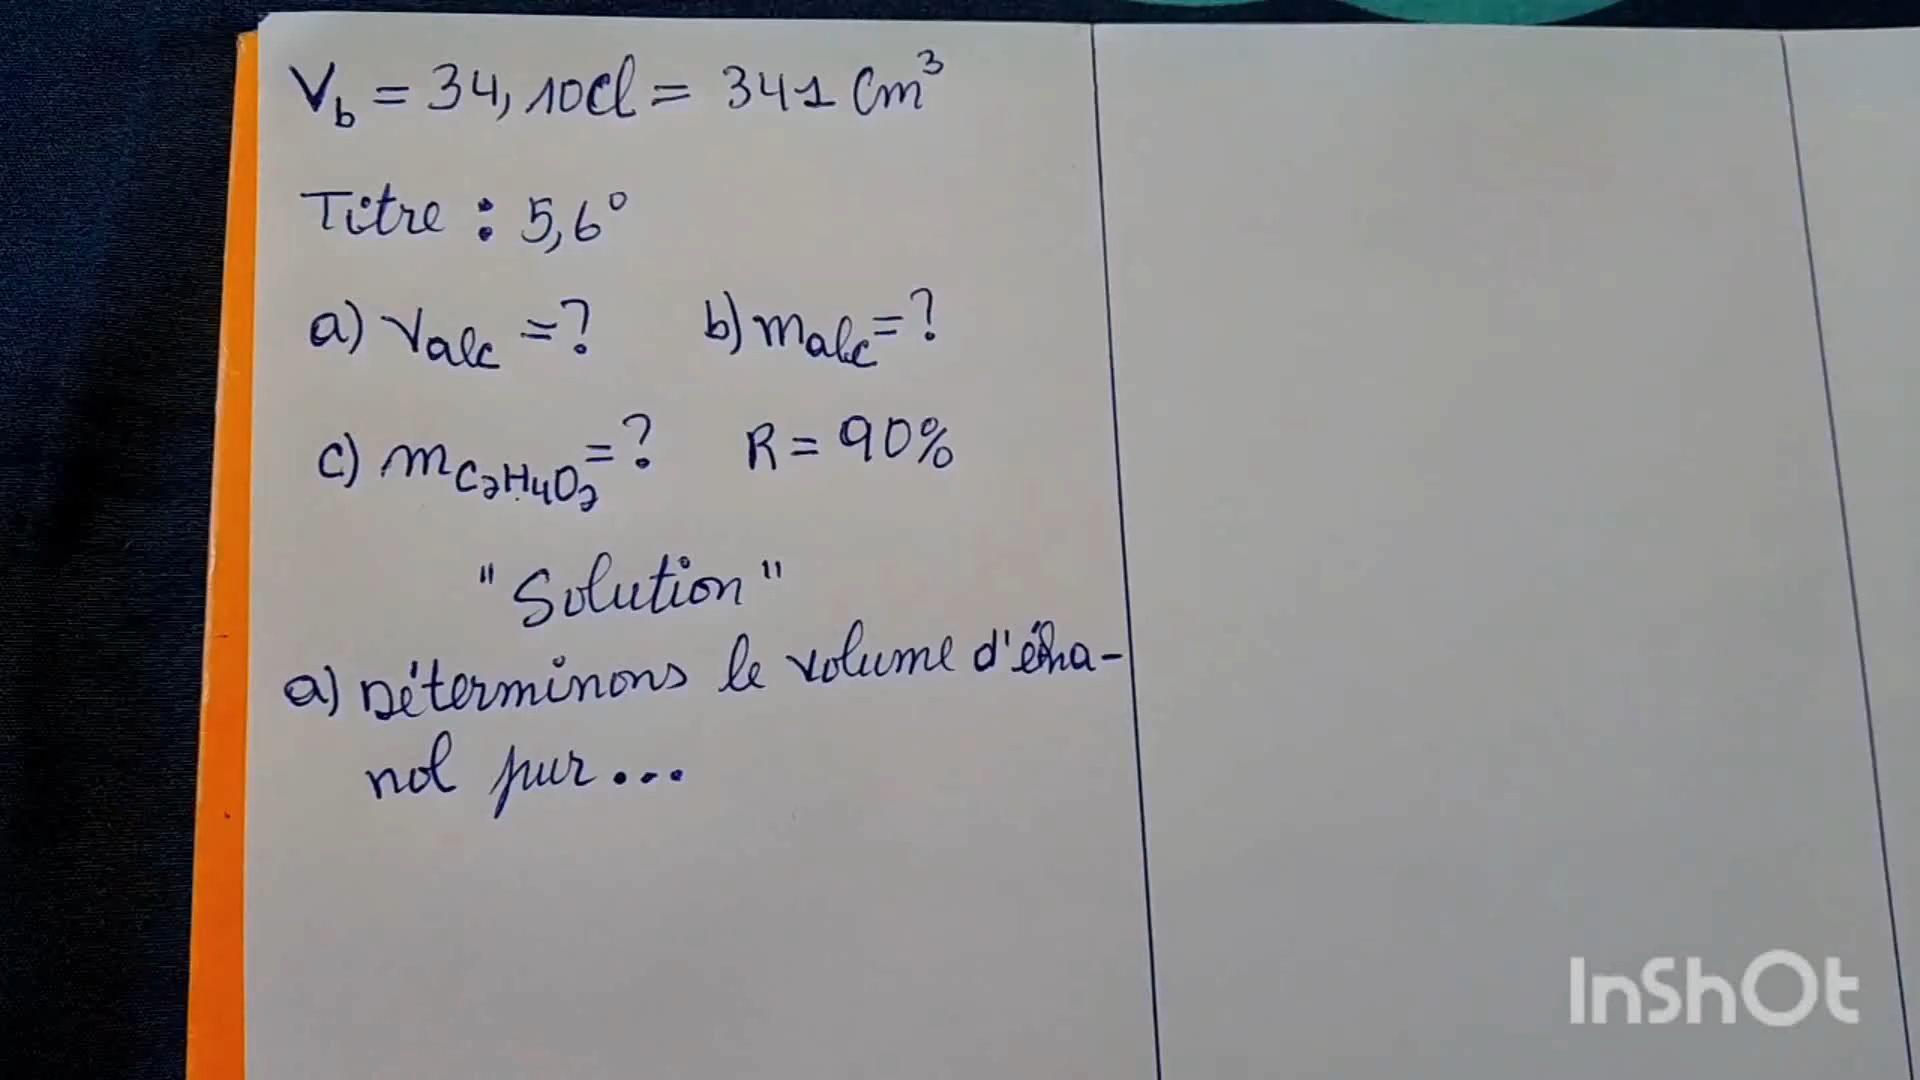 Vb = 34,10Cl = 341 Cm³
Titre : 5,6°
a) Valc = ? b) malc = ?
c) mC2H4O2 = ? R = 90%
"Solution"
a) Déterminons le volume d'étha-
nol pur...
InShOt